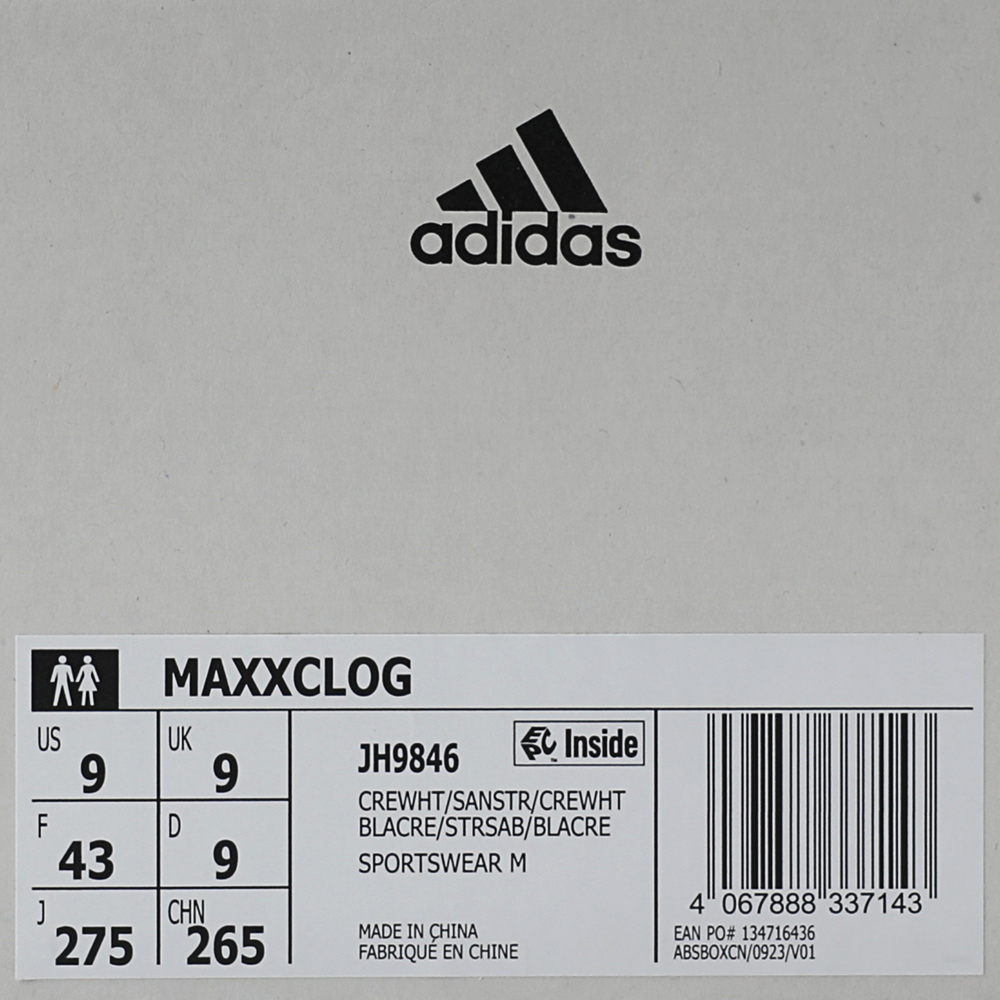 adidas
MAXXCLOG
US 9 UK 9
F 43 D 9
J 275 CHN 265
JH9846 EPC™ Inside
CREWHT/SANSTR/CREWHT
BLACRE/STRSAB/BLACRE
SPORTSWEAR M
MADE IN CHINA
FABRIQUÉ EN CHINE
4 067888 337143
EAN PO# 134716436
ABSBOXCN/0923/V01